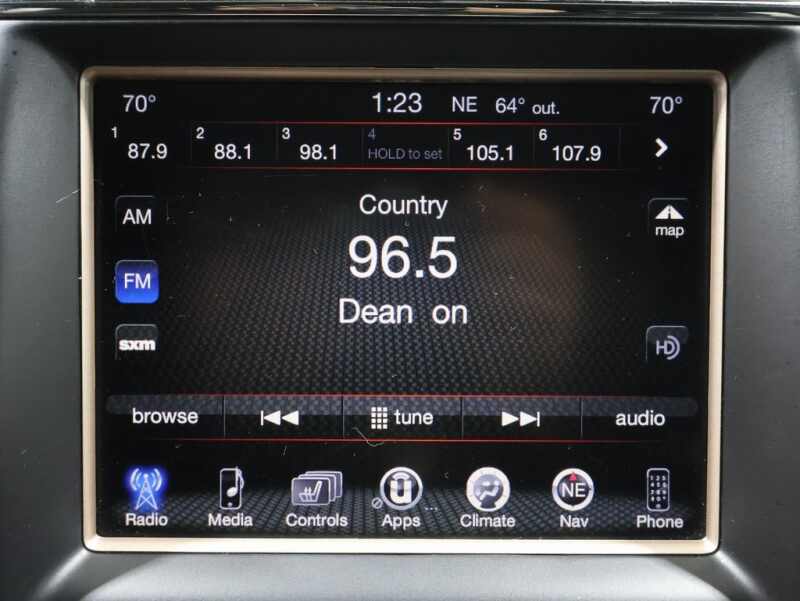 70° 1:23 NE 64° out. 70°
1 87.9 2 88.1 3 98.1 4 HOLD to set 5 105.1 6 107.9
AM
Country
map
96.5
FM
Dean on
sxm
HD
browse tune audio
NE
Radio Media Controls Apps Climate Nav Phone